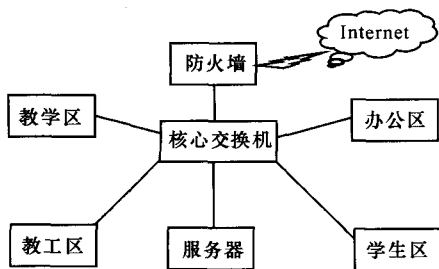 Internet
防火墙
教学区
核心交换机
办公区
教工区
服务器
学生区